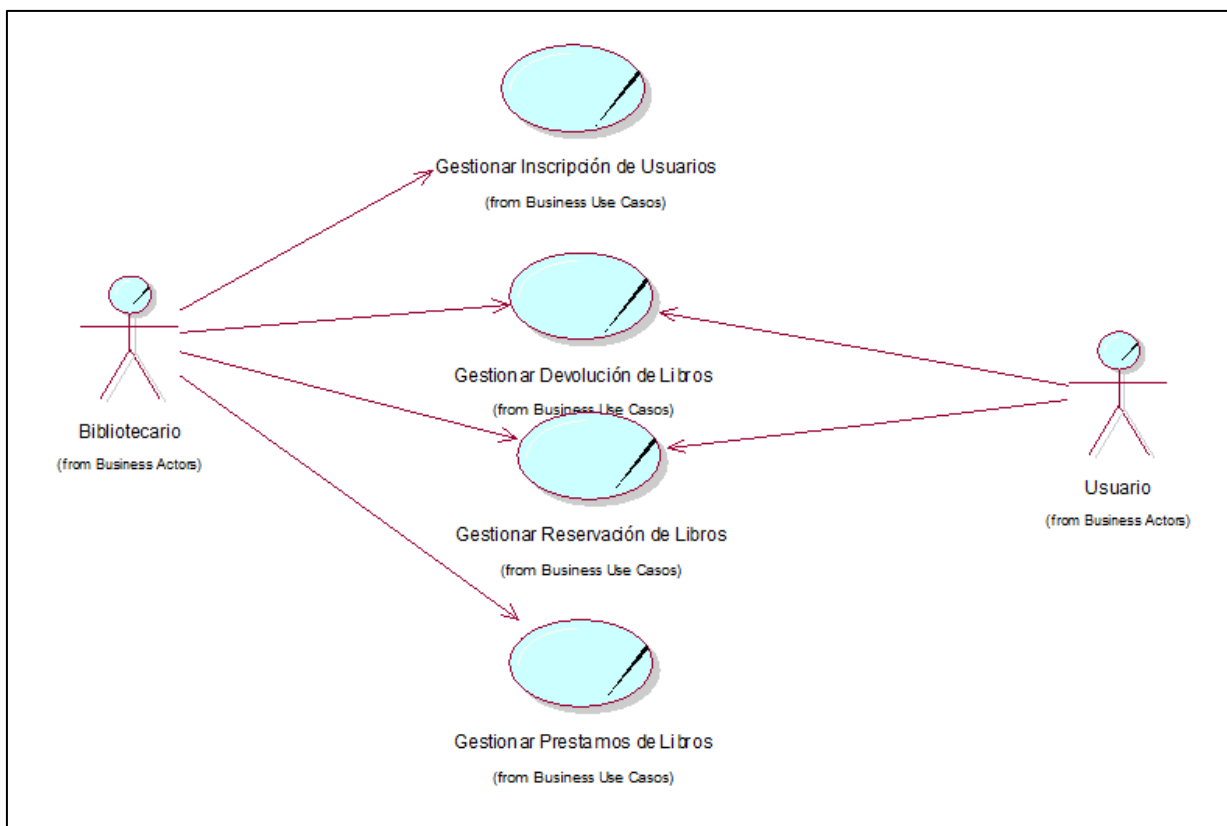 Gestionar Inscripción de Usuarios
(from Business Use Casos)
Gestionar Devolución de Libros
(from Business Use Casos)
Bibliotecario
(from Business Actors)
Usuario
(from Business Actors)
Gestionar Reservación de Libros
(from Business Use Casos)
Gestionar Prestamos de Libros
(from Business Use Casos)